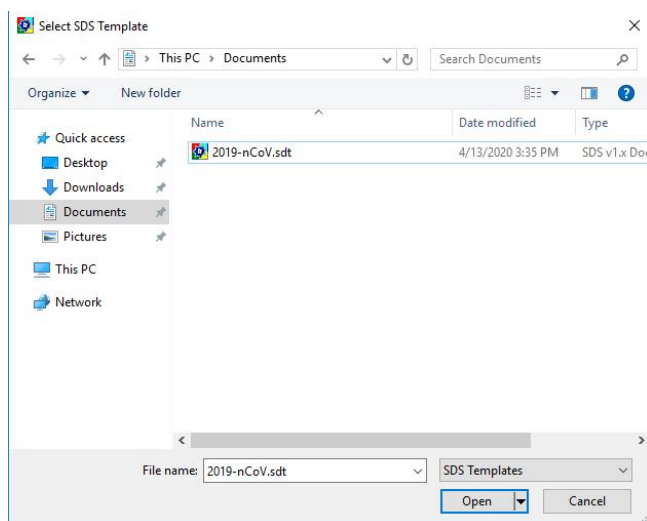 Select SDS Template
This PC > Documents
Search Documents
Organize
New folder
Name
Date modified
Type
Quick access
2019-nCoV.sdt
4/13/2020 3:35 PM
SDS v1.x Do
Desktop
Downloads
Documents
Pictures
This PC
Network
File name: 2019-nCoV.sdt
SDS Templates
Open
Cancel